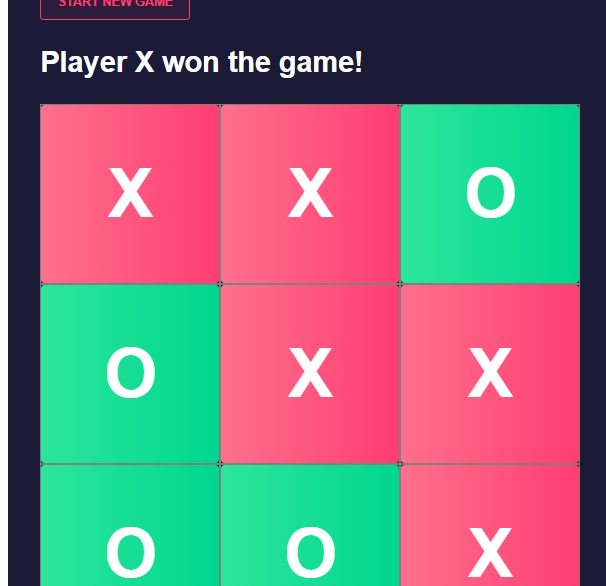 START NEW GAME
Player X won the game!
X X O
O X X
O O X